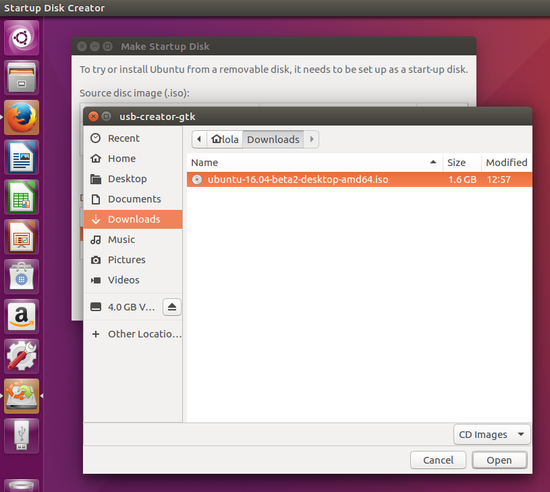 Startup Disk Creator
Make Startup Disk
To try or install Ubuntu from a removable disk, it needs to be set up as a start-up disk.
Source disc image (.iso):
usb-creator-gtk
Recent
Home
Desktop
Documents
Downloads
Music
Pictures
Videos
4.0 GB V…
Other Locatio…
lola
Downloads
Name
Size
Modified
ubuntu-16.04-beta2-desktop-amd64.iso
1.6 GB
12:57
CD Images
Cancel
Open